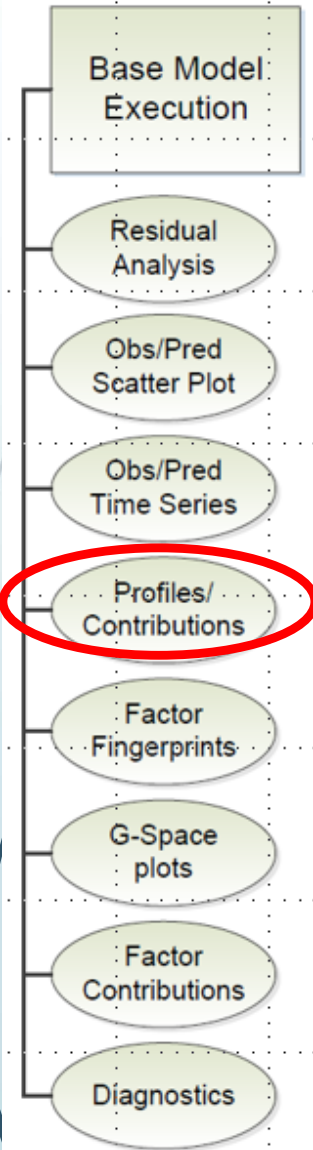 Base Model
Execution
Residual
Analysis
Obs/Pred
Scatter Plot
Obs/Pred
Time Series
Profiles/
Contributions
Factor
Fingerprints
G-Space
plots
Factor
Contributions
Diagnostics